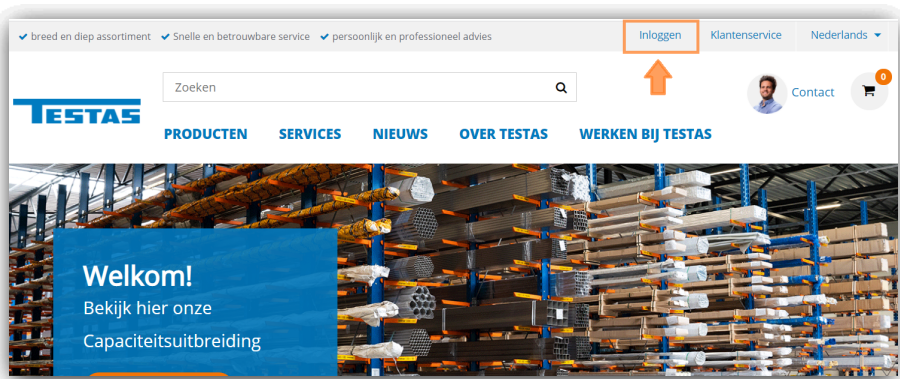 breed en diep assortiment Snelle en betrouwbare service persoonlijk en professioneel advies Inloggen Klantenservice Nederlands
Zoeken
0
Contact
TESTAS
PRODUCTEN SERVICES NIEUWS OVER TESTAS WERKEN BIJ TESTAS
Welkom!
Bekijk hier onze
Capaciteitsuitbreiding